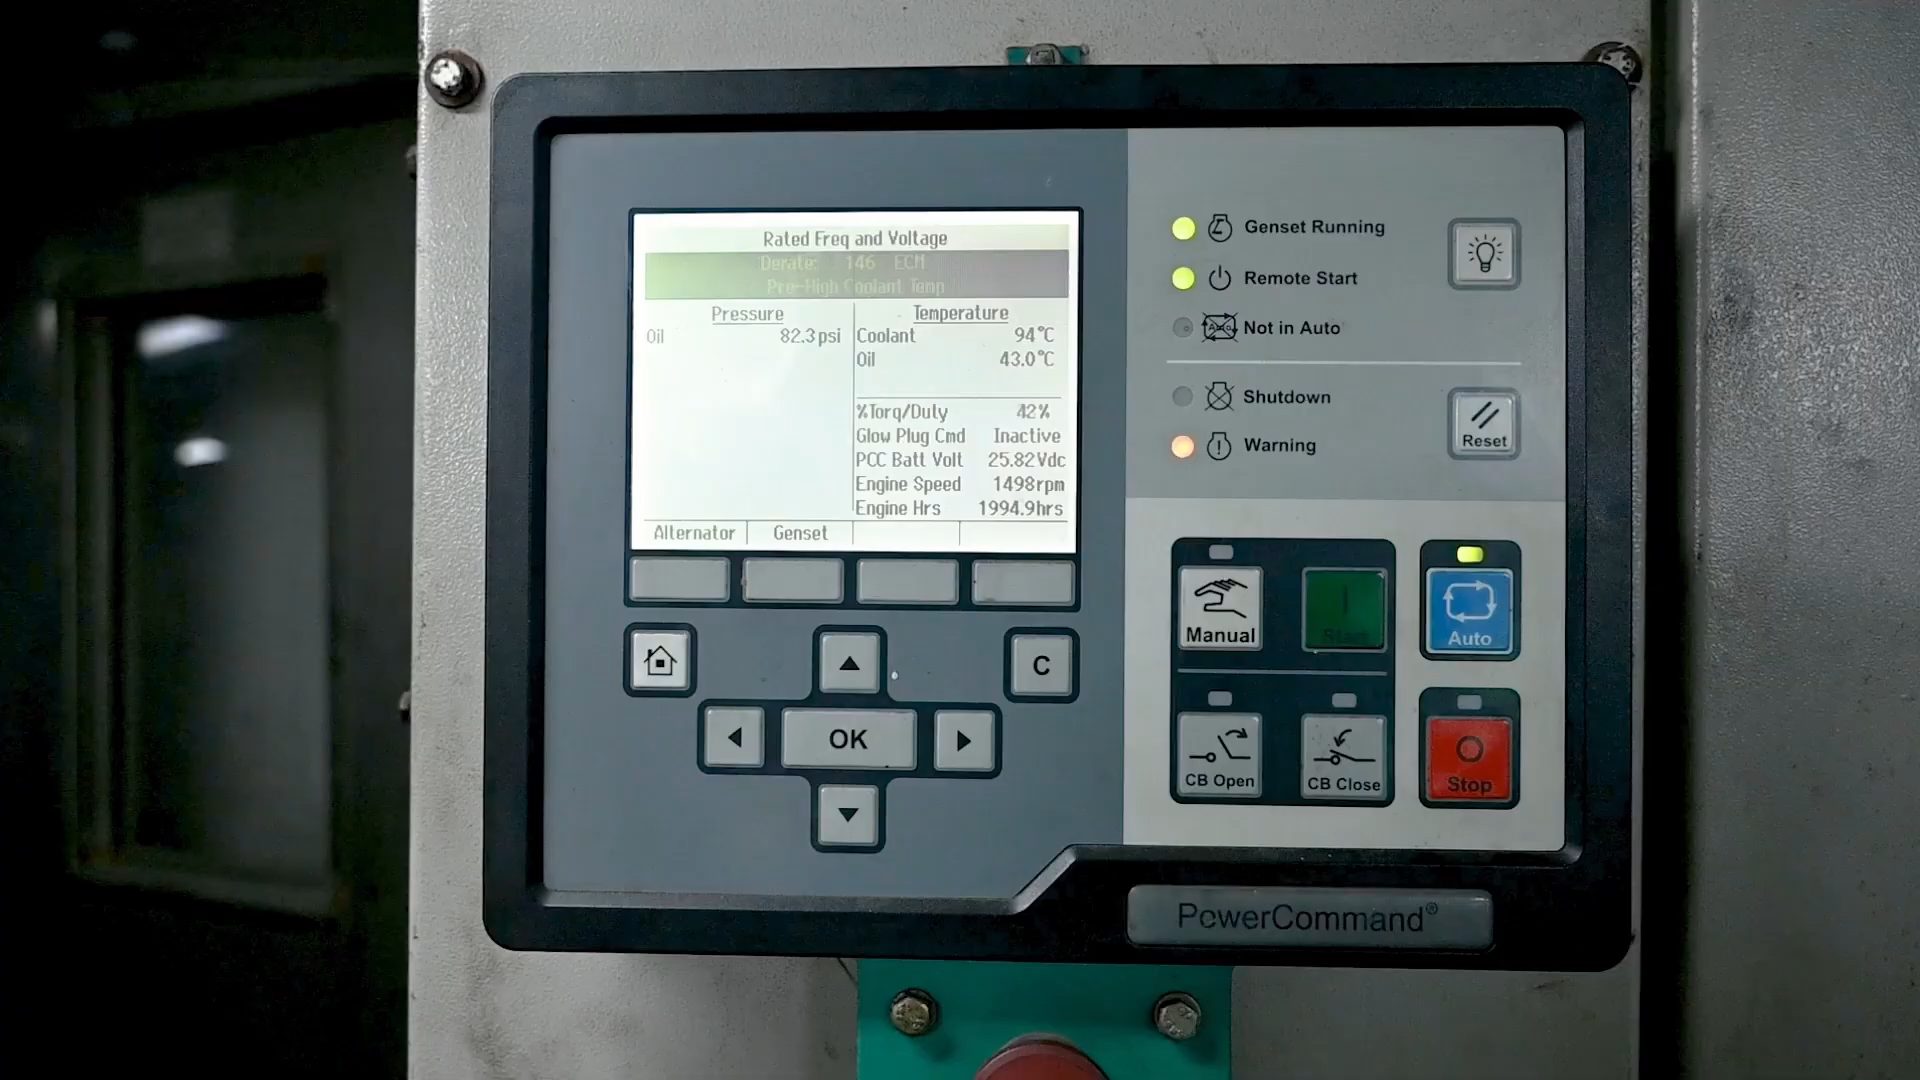 Rated Freq and Voltage
Derate: 146 ECM
Pre-High Coolant Temp
Pressure
Oil 82.3psi
Temperature
Coolant 94°C
Oil 43.0°C
%Torq/Duty 42%
Glow Plug Cmd Inactive
PCC Batt Volt 25.82Vdc
Engine Speed 1498rpm
Engine Hrs 1994.9hrs
Alternator Genset
C
OK
Genset Running
Remote Start
Not in Auto
Shutdown
Warning
Reset
Manual
Start
Auto
CB Open
CB Close
Stop
PowerCommand®